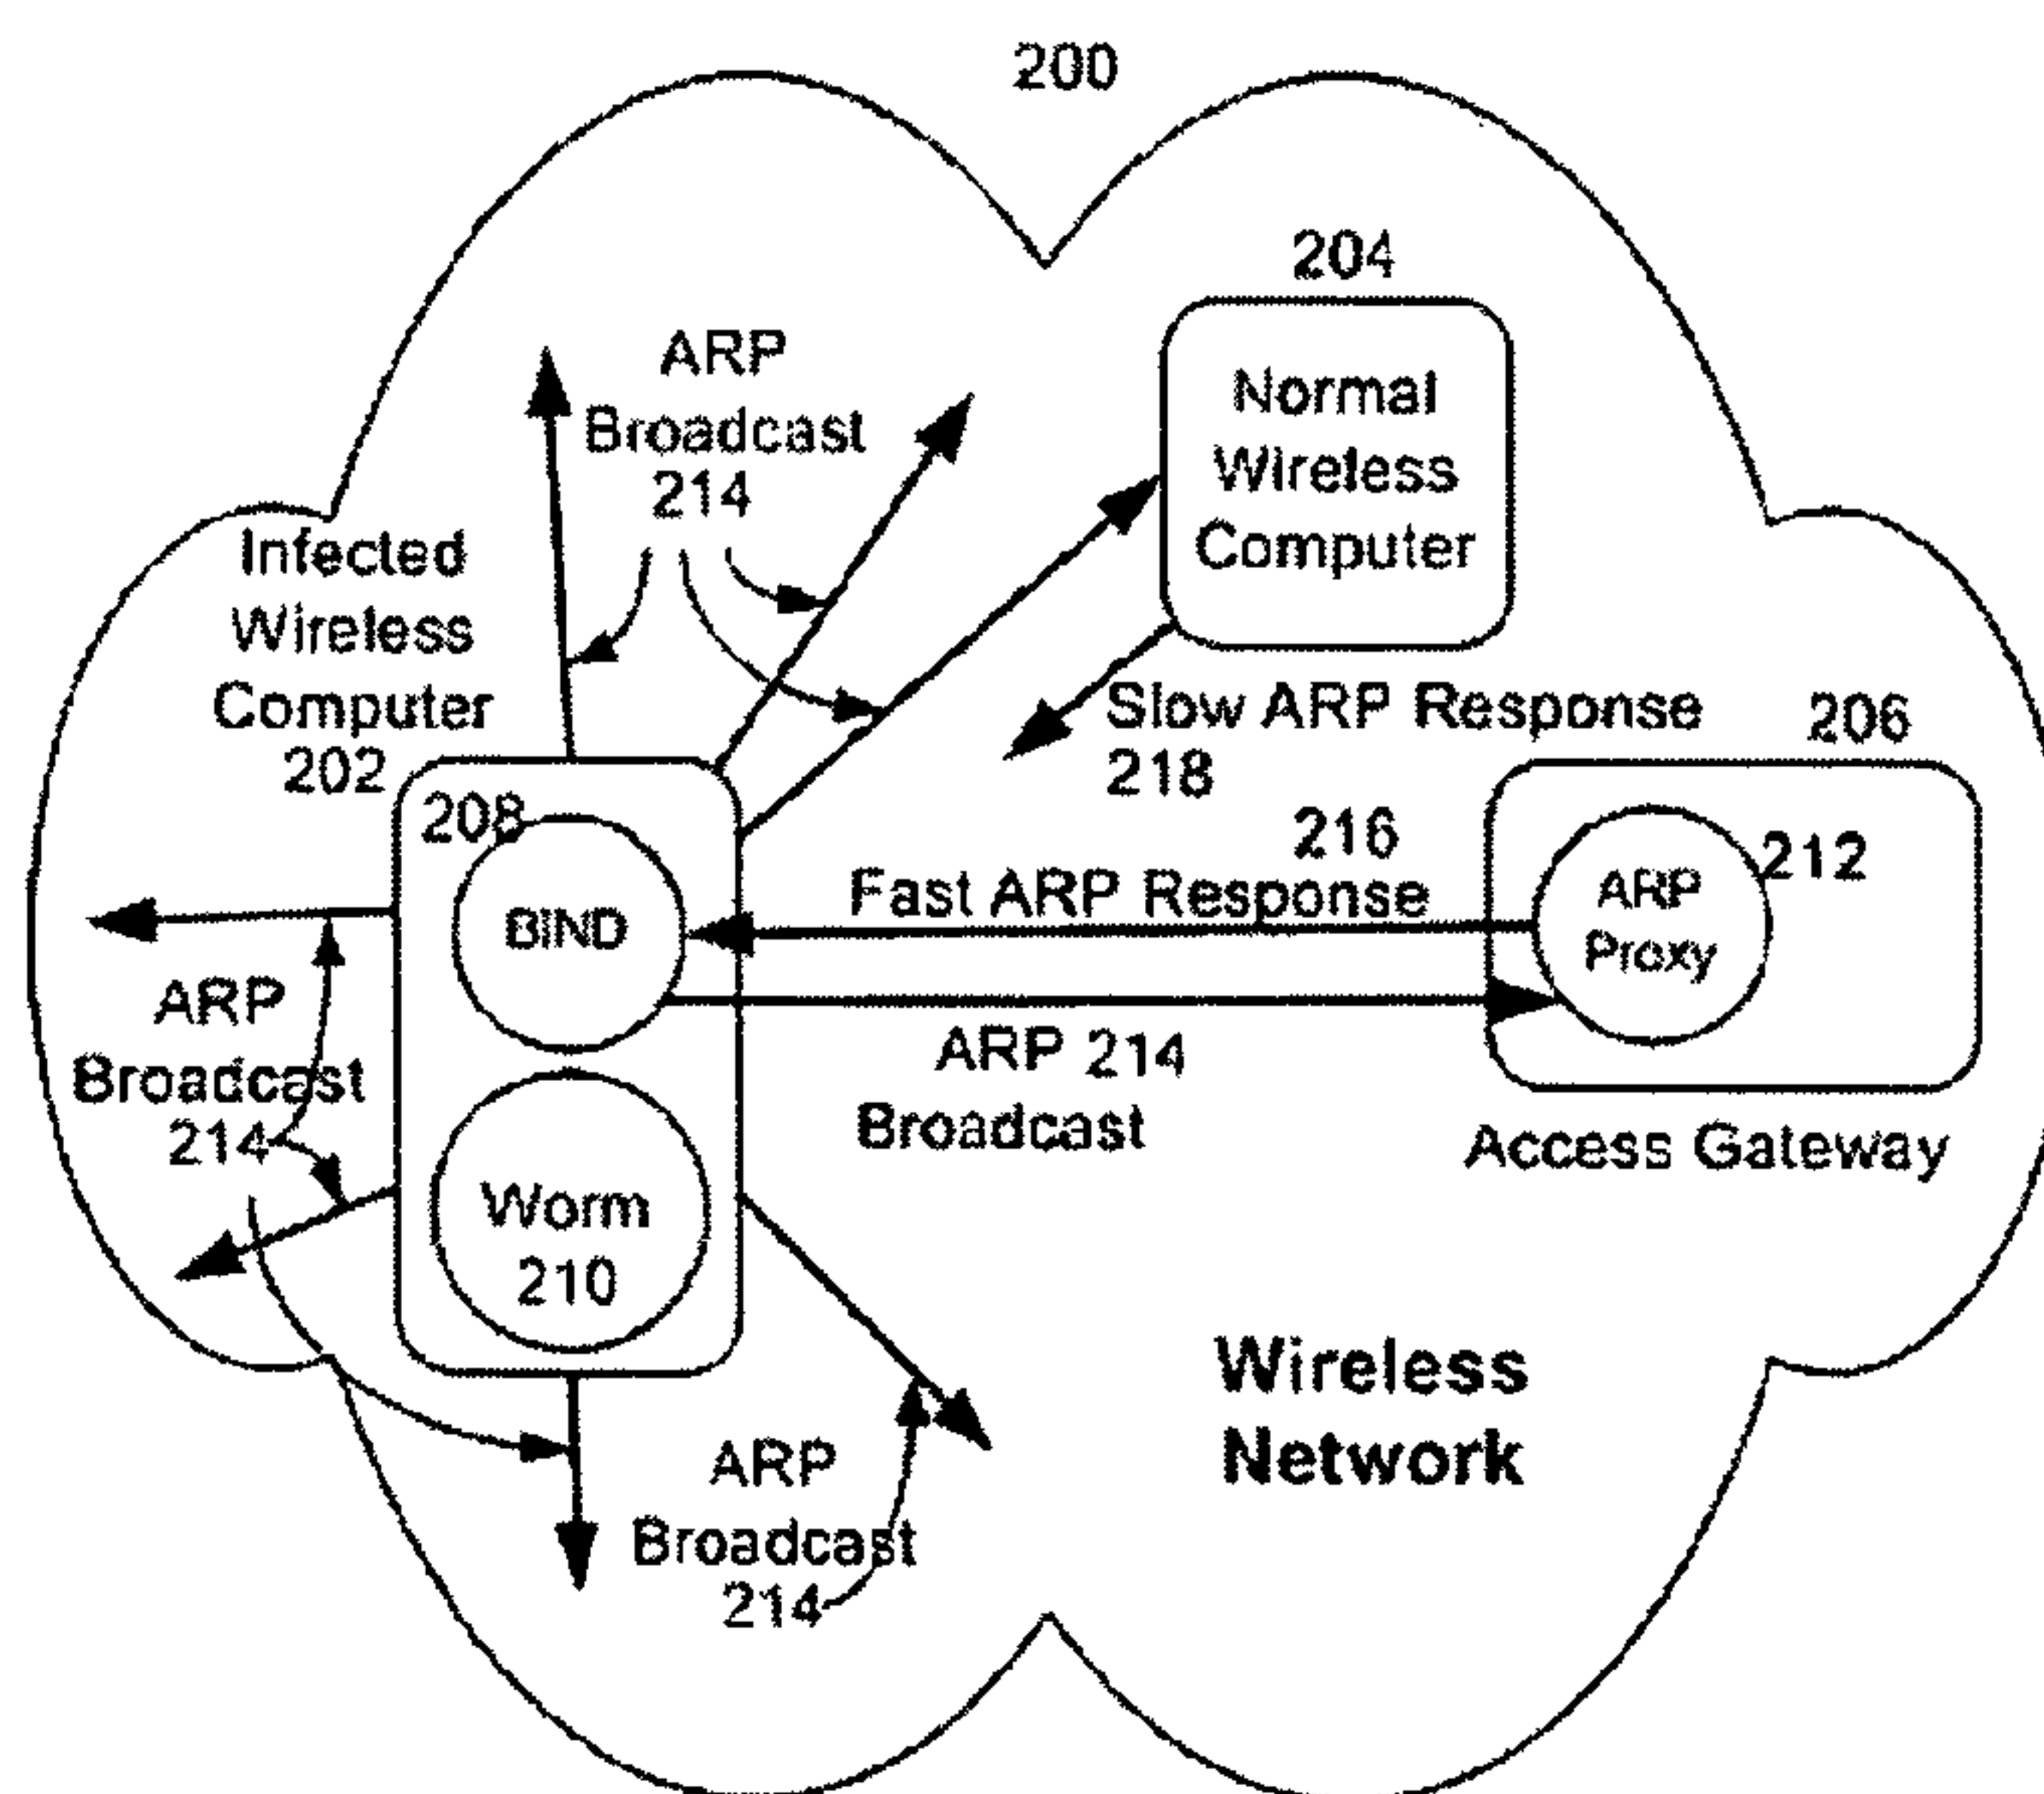 200
204
Normal
Wireless
Computer
ARP
Broadcast
214
Infected
Wireless
Computer
202
Slow ARP Response
218
206
208
BIND
216
Fast ARP Response
212
ARP
Proxy
ARP
Broadcast
214
ARP 214
Broadcast
Access Gateway
Worm
210
Wireless
Network
ARP
Broadcast
214